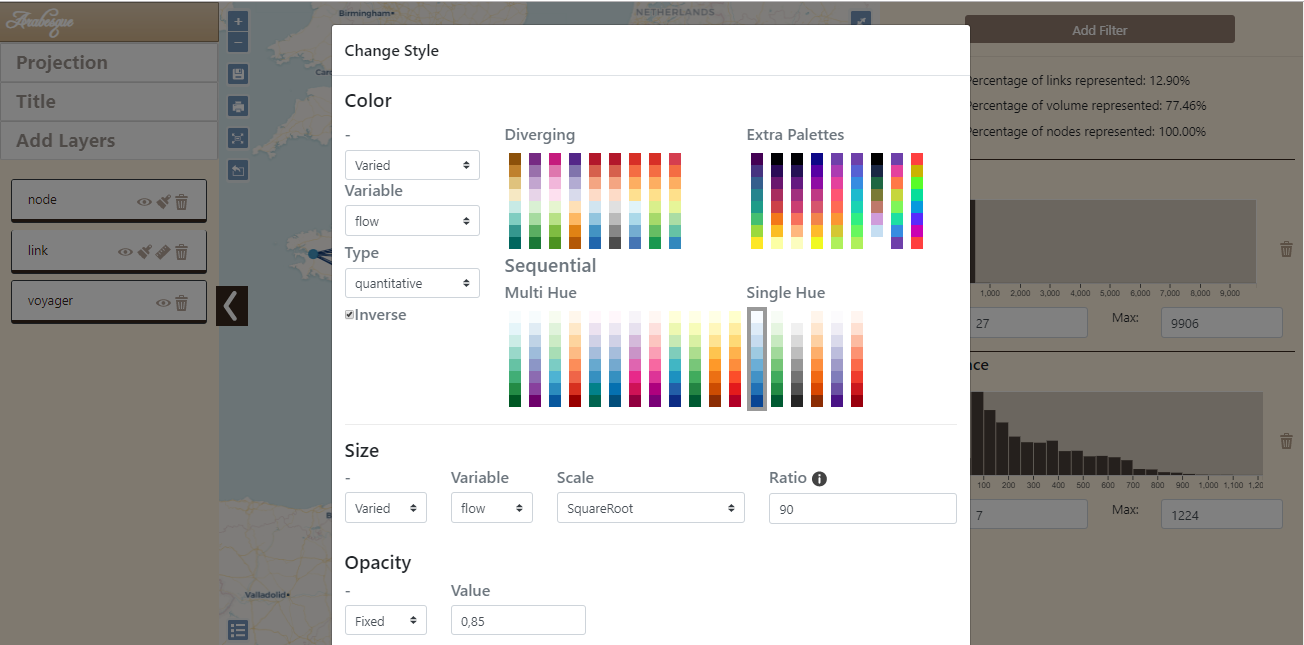 Arabesque
Projection
Title
Add Layers
node
link
voyager
+
−
Birmingham
NETHERLANDS
Valladolid
Change Style
Color
-
Varied
Variable
flow
Type
quantitative
Inverse
Diverging
Extra Palettes
Sequential
Multi Hue
Single Hue
Size
-
Variable
Scale
Ratio i
Varied
flow
SquareRoot
90
Opacity
-
Value
Fixed
0,85
Add Filter
Percentage of links represented: 12.90%
Percentage of volume represented: 77.46%
Percentage of nodes represented: 100.00%
1,000 2,000 3,000 4,000 5,000 6,000 7,000 8,000 9,000
27
Max:
9906
nce
100 200 300 400 500 600 700 800 900 1,000 1,100 1,20
7
Max:
1224